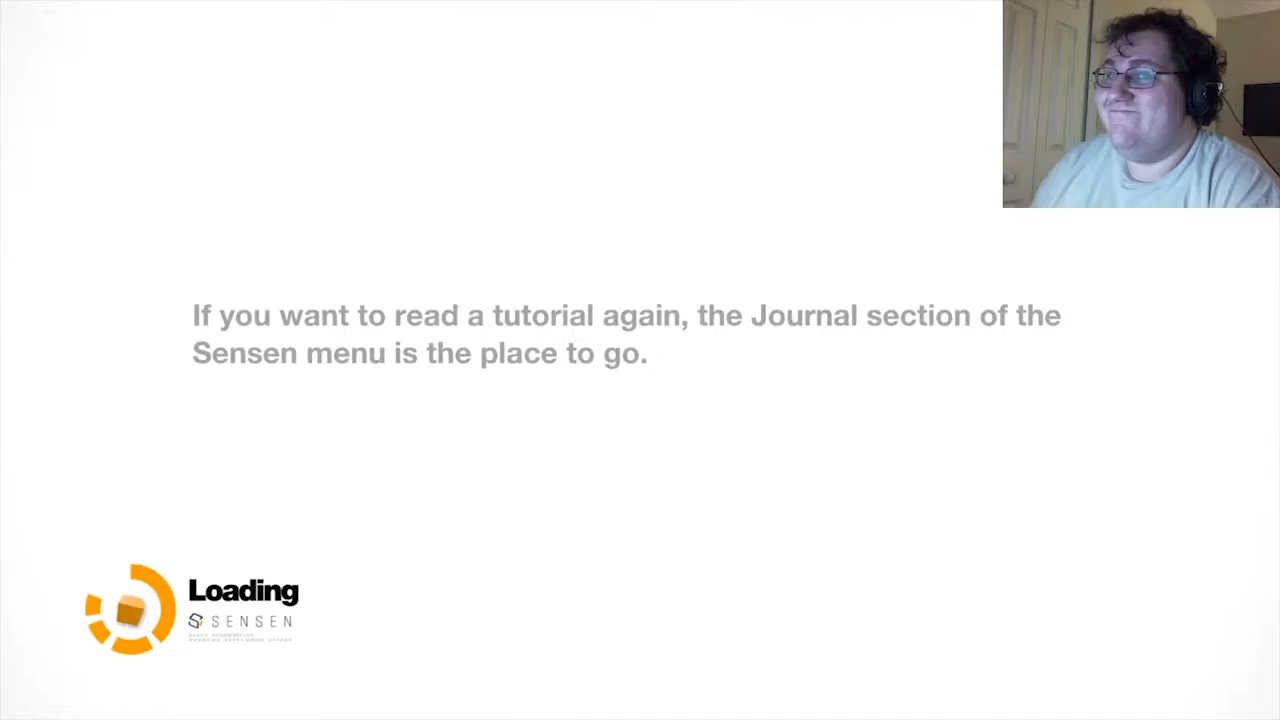 If you want to read a tutorial again, the Journal section of the
Sensen menu is the place to go.
Loading
SENSEN